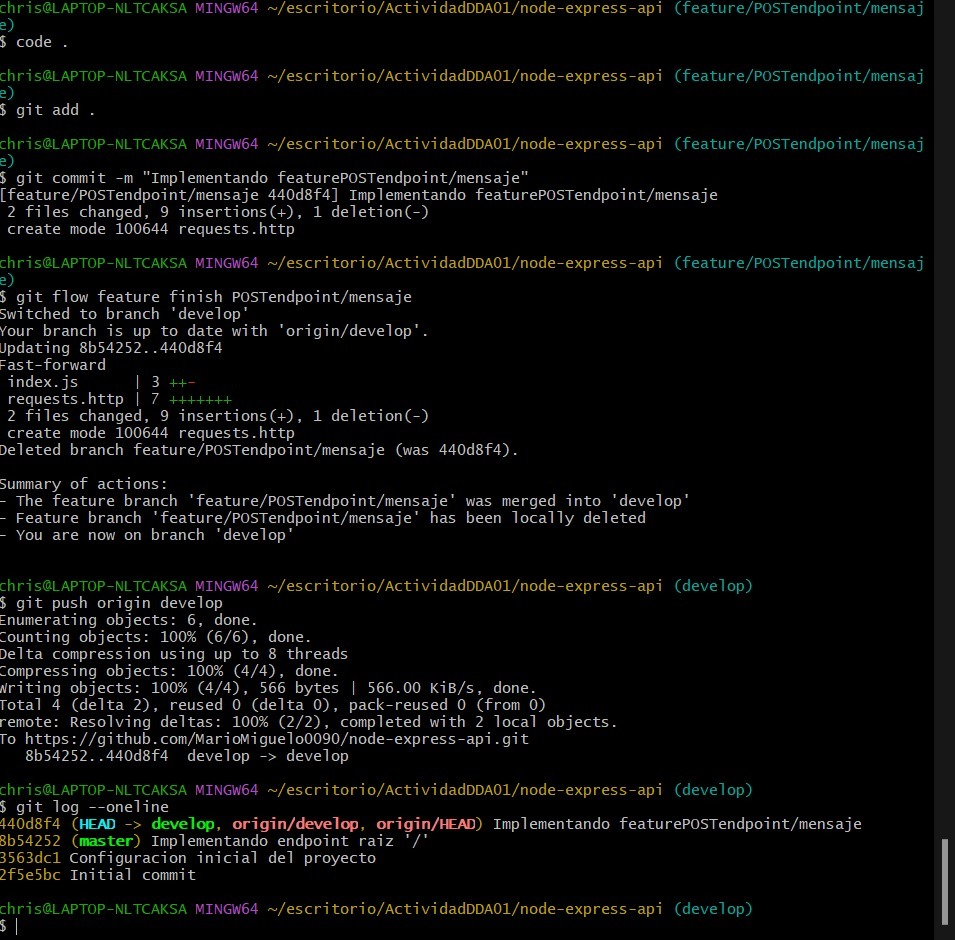 chris@LAPTOP-NLTCAKSA MINGW64 ~/escritorio/ActividadDDA01/node-express-api (feature/POSTendpoint/mensaj
e)
$ code .
chris@LAPTOP-NLTCAKSA MINGW64 ~/escritorio/ActividadDDA01/node-express-api (feature/POSTendpoint/mensaj
e)
$ git add .
chris@LAPTOP-NLTCAKSA MINGW64 ~/escritorio/ActividadDDA01/node-express-api (feature/POSTendpoint/mensaj
e)
$ git commit -m "Implementando featurePOSTendpoint/mensaje"
[feature/POSTendpoint/mensaje 440d8f4] Implementando featurePOSTendpoint/mensaje
 2 files changed, 9 insertions(+), 1 deletion(-)
 create mode 100644 requests.http
chris@LAPTOP-NLTCAKSA MINGW64 ~/escritorio/ActividadDDA01/node-express-api (feature/POSTendpoint/mensaj
e)
$ git flow feature finish POSTendpoint/mensaje
Switched to branch 'develop'
Your branch is up to date with 'origin/develop'.
Updating 8b54252..440d8f4
Fast-forward
 index.js      | 3 ++-
 requests.http | 7 +++++++
 2 files changed, 9 insertions(+), 1 deletion(-)
 create mode 100644 requests.http
Deleted branch feature/POSTendpoint/mensaje (was 440d8f4).
Summary of actions:
- The feature branch 'feature/POSTendpoint/mensaje' was merged into 'develop'
- Feature branch 'feature/POSTendpoint/mensaje' has been locally deleted
- You are now on branch 'develop'
chris@LAPTOP-NLTCAKSA MINGW64 ~/escritorio/ActividadDDA01/node-express-api (develop)
$ git push origin develop
Enumerating objects: 6, done.
Counting objects: 100% (6/6), done.
Delta compression using up to 8 threads
Compressing objects: 100% (4/4), done.
Writing objects: 100% (4/4), 566 bytes | 566.00 KiB/s, done.
Total 4 (delta 2), reused 0 (delta 0), pack-reused 0 (from 0)
remote: Resolving deltas: 100% (2/2), completed with 2 local objects.
To https://github.com/MarioMiguelo0090/node-express-api.git
   8b54252..440d8f4  develop -> develop
chris@LAPTOP-NLTCAKSA MINGW64 ~/escritorio/ActividadDDA01/node-express-api (develop)
$ git log --oneline
440d8f4 (HEAD -> develop, origin/develop, origin/HEAD) Implementando featurePOSTendpoint/mensaje
8b54252 (master) Implementando endpoint raiz '/'
3563dc1 Configuracion inicial del proyecto
2f5e5bc Initial commit
chris@LAPTOP-NLTCAKSA MINGW64 ~/escritorio/ActividadDDA01/node-express-api (develop)
$